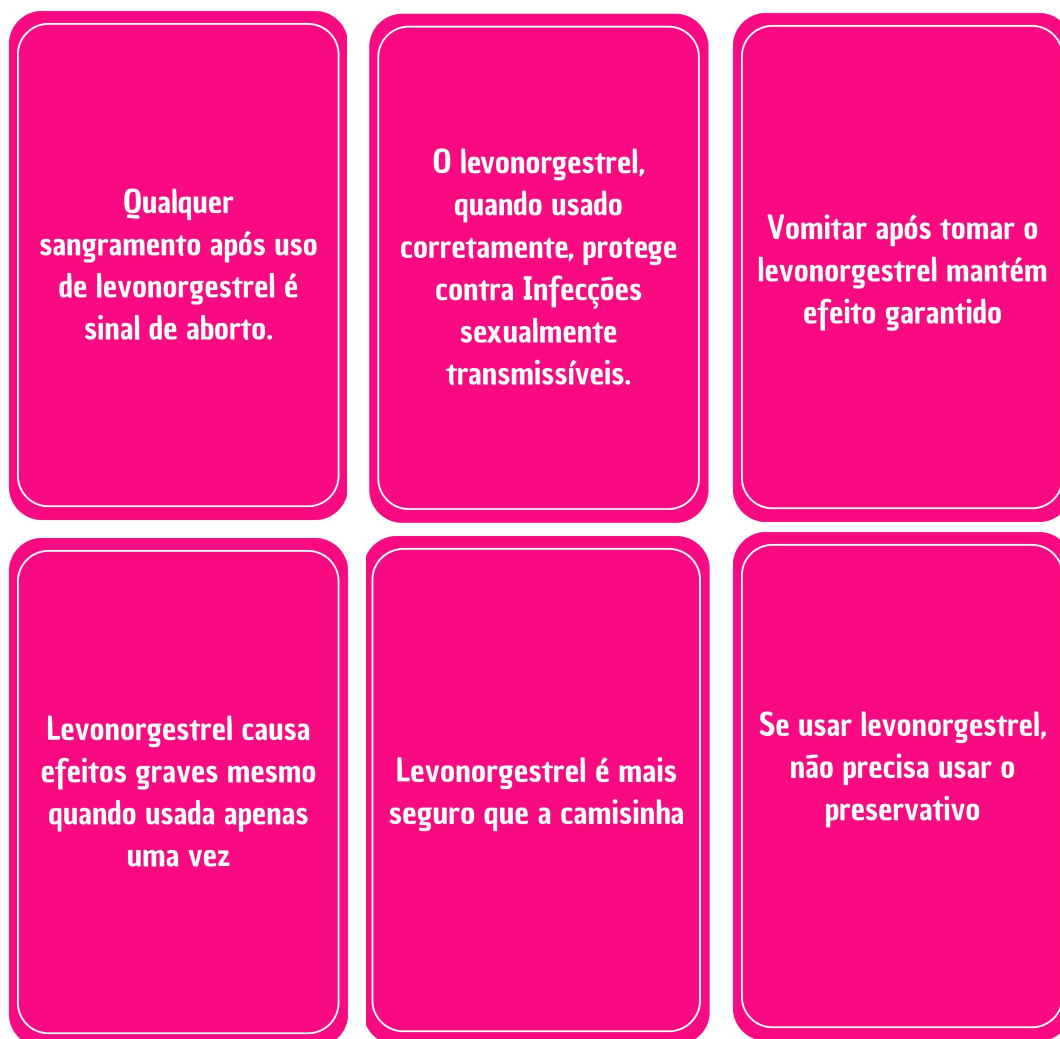 Qualquer
sangramento após uso
de levonorgestrel é
sinal de aborto.
O levonorgestrel,
quando usado
corretamente, protege
contra Infecções
sexualmente
transmissíveis.
Vomitar após tomar o
levonorgestrel mantém
efeito garantido
Levonorgestrel causa
efeitos graves mesmo
quando usada apenas
uma vez
Levonorgestrel é mais
seguro que a camisinha
Se usar levonorgestrel,
não precisa usar o
preservativo